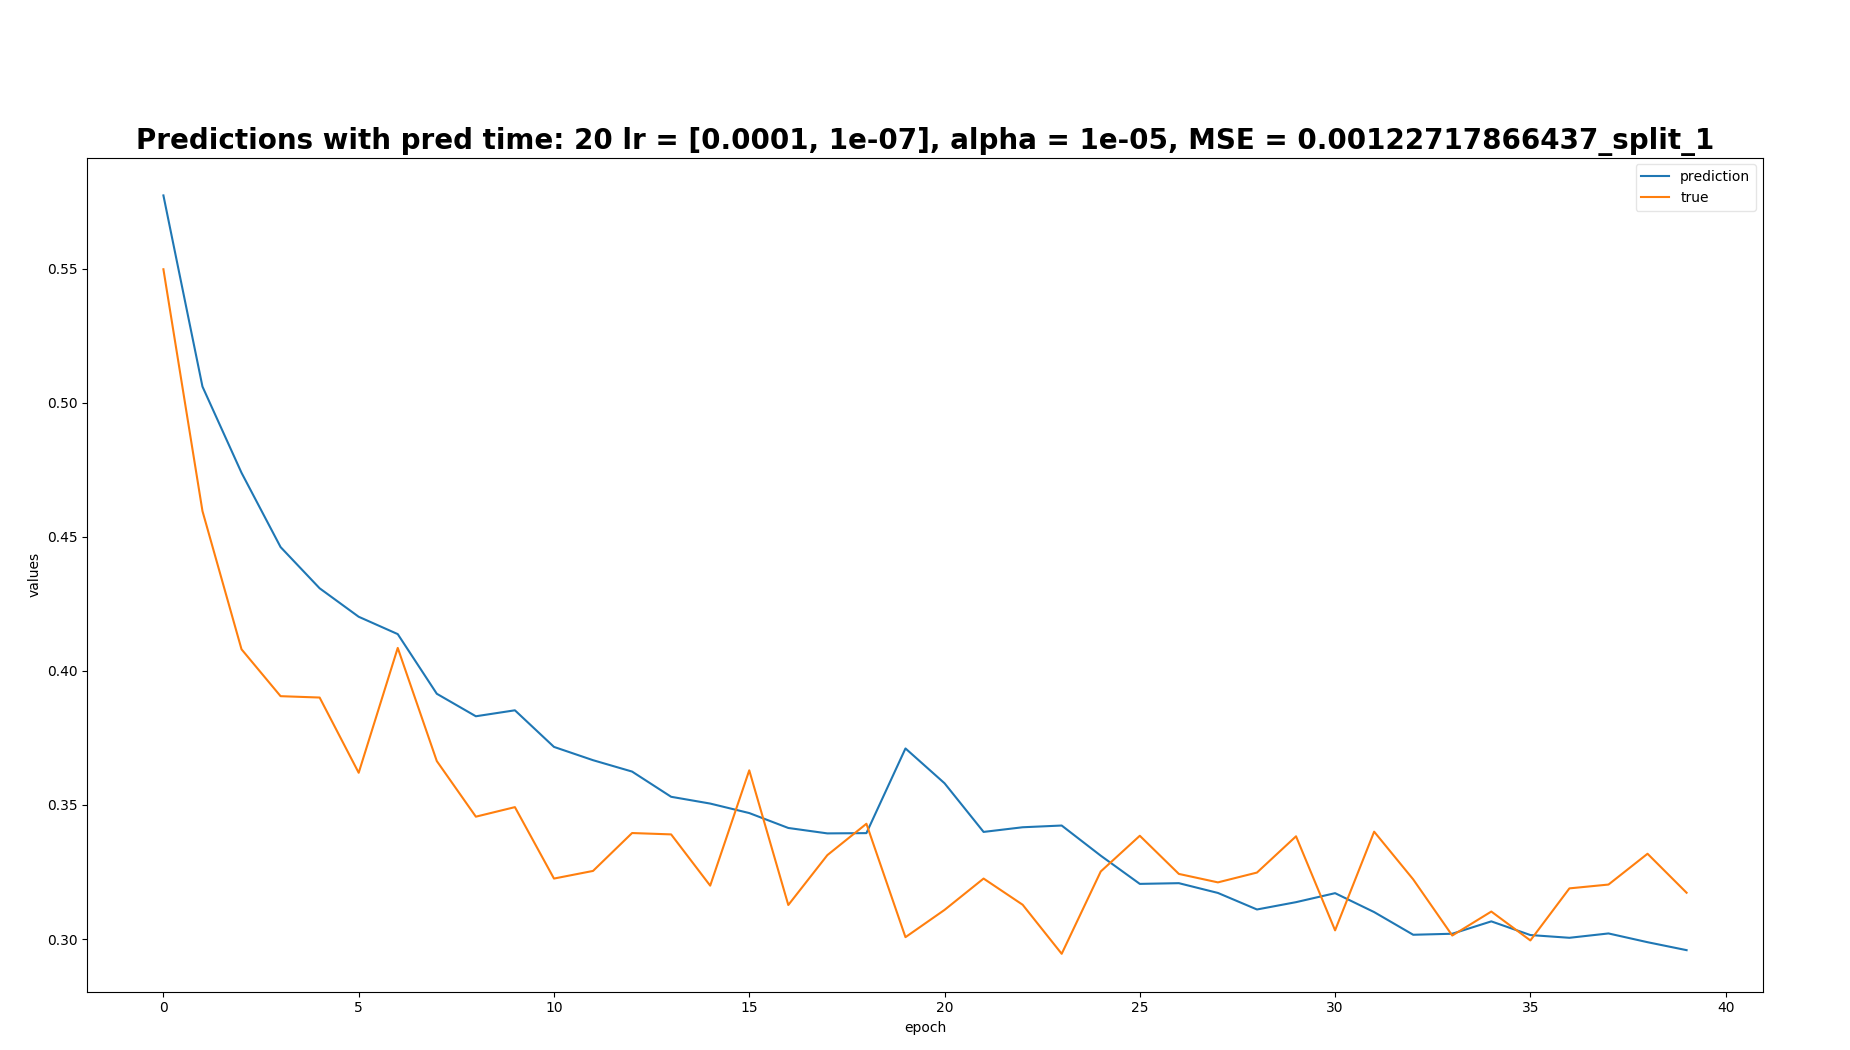 Predictions with pred time: 20 lr = [0.0001, 1e-07], alpha = 1e-05, MSE = 0.00122717866437_split_1
prediction
true
values
0.55
0.50
0.45
0.40
0.35
0.30
0 5 10 15 20 25 30 35 40
epoch